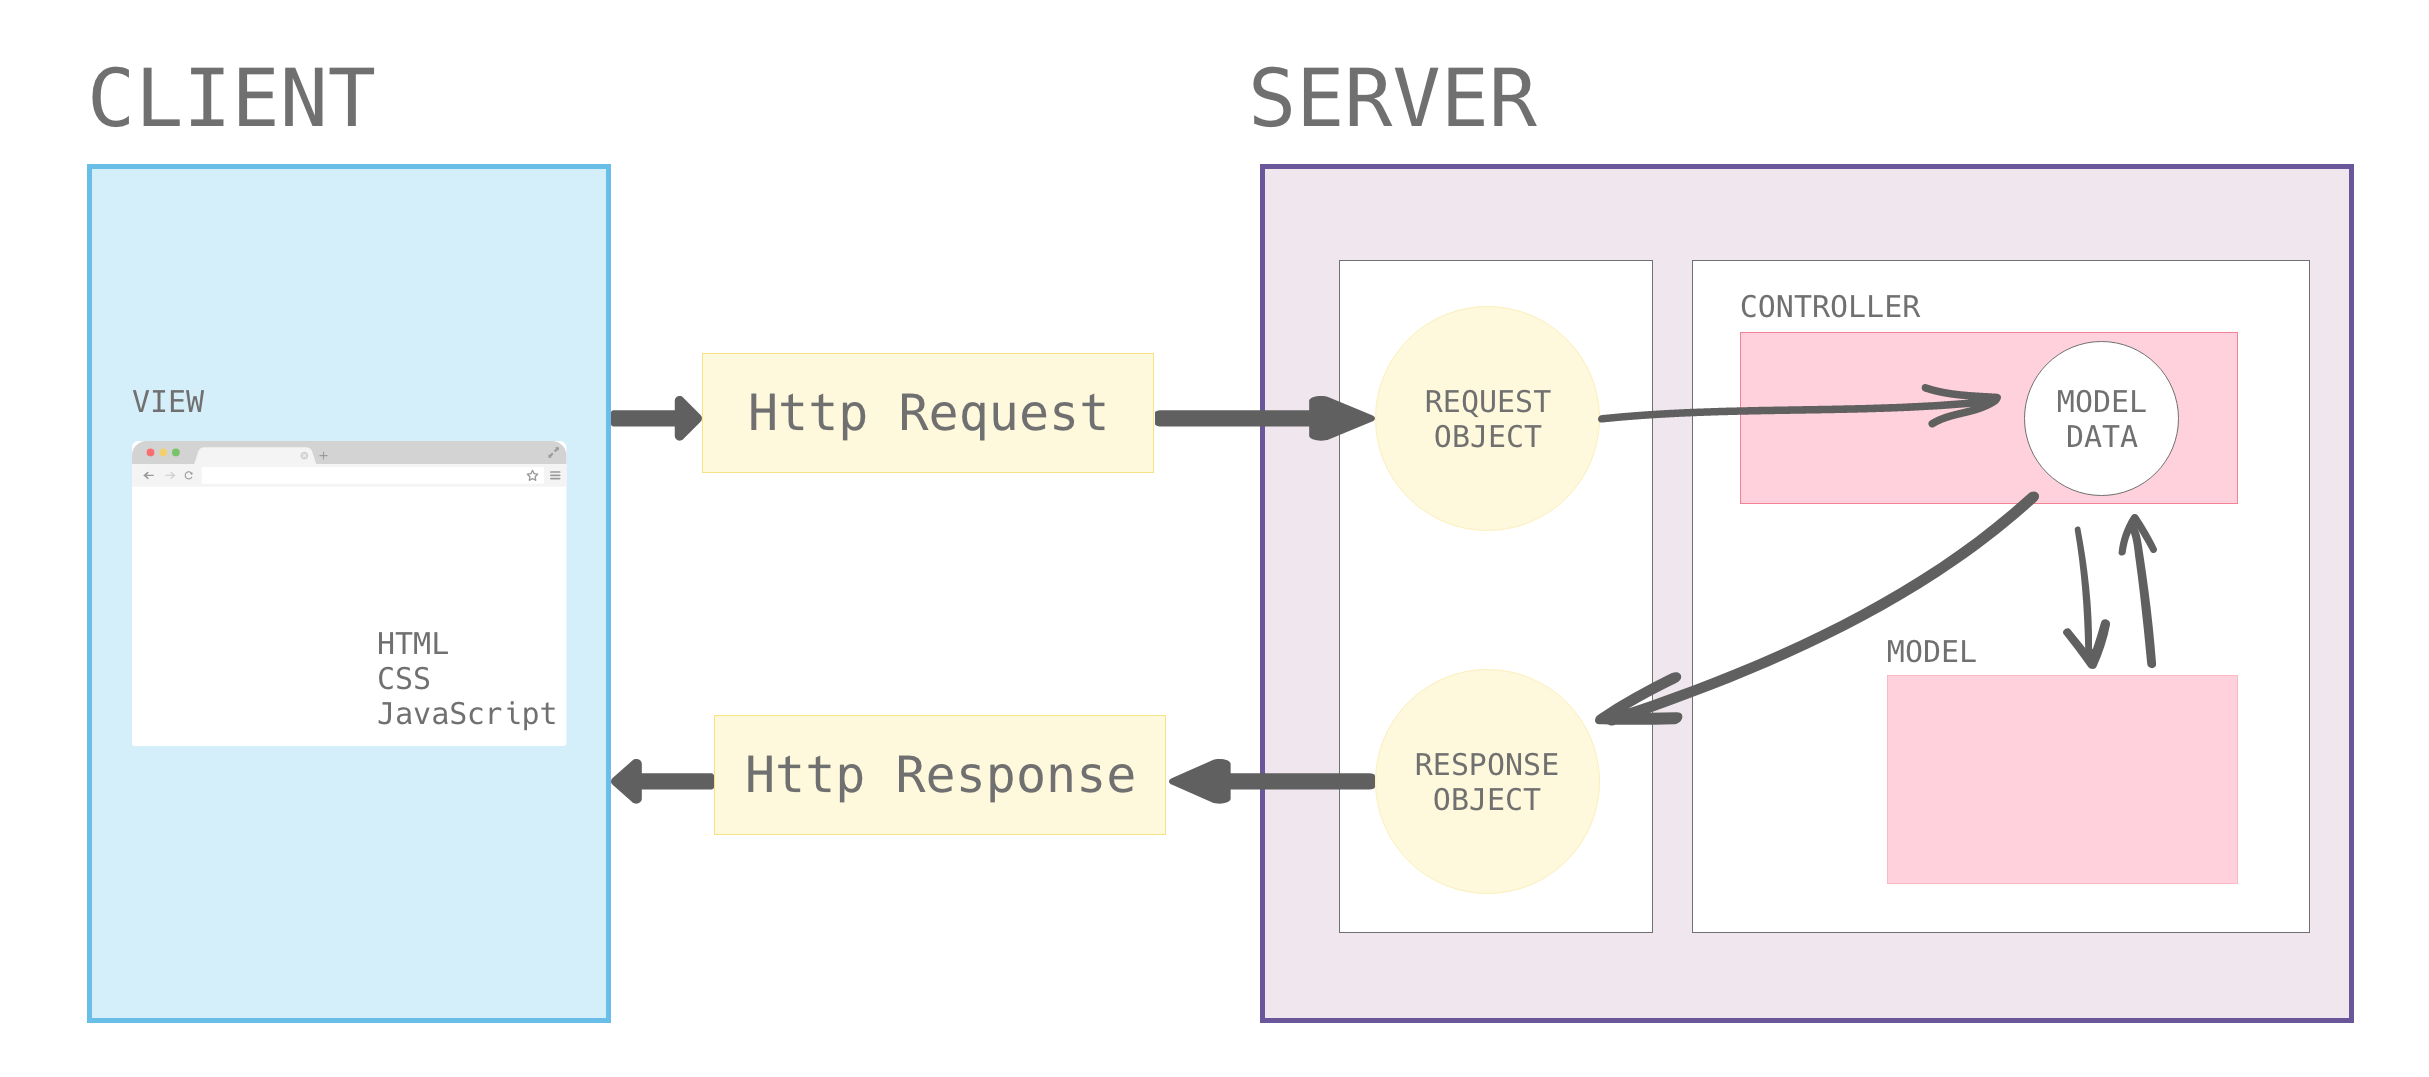 CLIENT
SERVER
VIEW
HTML
CSS
JavaScript
Http Request
Http Response
REQUEST
OBJECT
RESPONSE
OBJECT
CONTROLLER
MODEL
DATA
MODEL